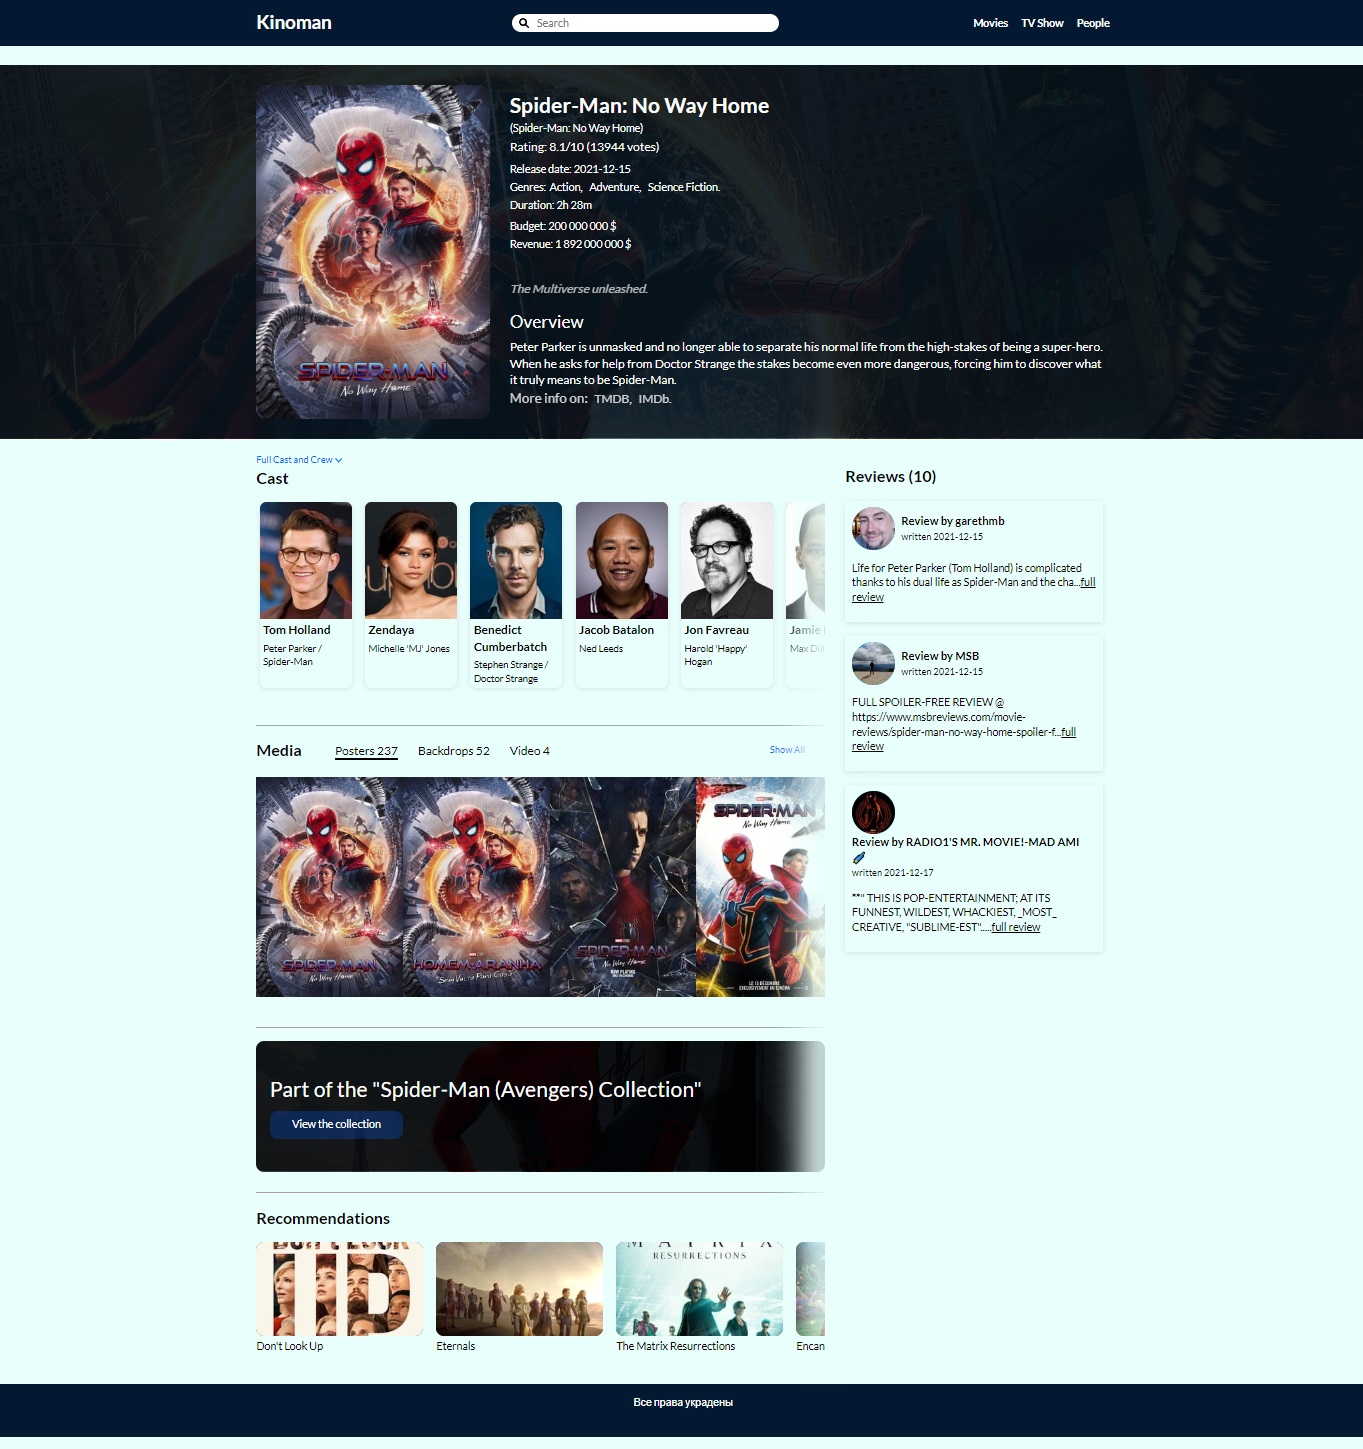 Kinoman
Search
Movies TV Show People
Spider-Man: No Way Home
(Spider-Man: No Way Home)
Rating: 8.1/10 (13944 votes)
Release date: 2021-12-15
Genres: Action, Adventure, Science Fiction.
Duration: 2h 28m
Budget: 200 000 000 $
Revenue: 1 892 000 000 $
The Multiverse unleashed.
Overview
Peter Parker is unmasked and no longer able to separate his normal life from the high-stakes of being a super-hero.
When he asks for help from Doctor Strange the stakes become even more dangerous, forcing him to discover what
it truly means to be Spider-Man.
More info on: TMDB, IMDb.
SPIDER-MAN
No Way Home
Full Cast and Crew
Cast
Tom Holland
Peter Parker /
Spider-Man
Zendaya
Michelle 'MJ' Jones
Benedict
Cumberbatch
Stephen Strange /
Doctor Strange
Jacob Batalon
Ned Leeds
Jon Favreau
Harold 'Happy'
Hogan
Jamie
Max Dil
Reviews (10)
Review by garethmb
written 2021-12-15
Life for Peter Parker (Tom Holland) is complicated
thanks to his dual life as Spider-Man and the cha...full
review
Review by MSB
written 2021-12-15
FULL SPOILER-FREE REVIEW @
https://www.msbreviews.com/movie-
reviews/spider-man-no-way-home-spoiler-f...full
review
Review by RADIO1'S MR. MOVIE!-MAD AMI
written 2021-12-17
**" THIS IS POP-ENTERTAINMENT; AT ITS
FUNNEST, WILDEST, WHACKIEST, _MOST_
CREATIVE, "SUBLIME-EST".....full review
Media Posters 237 Backdrops 52 Video 4 Show All
SPIDER-MAN
No Way Home
HOMEM-ARANHA
Sem Volta Para Casa
SPIDER-MAN
No Way Home
NOW PLAYING
SPIDER-MAN
No Way Home
LE 15 DÉCEMBRE
EXCLUSIVEMENT AU CINÉMA
Part of the "Spider-Man (Avengers) Collection"
View the collection
Recommendations
MATRIX
RESURRECTIONS
Don't Look Up
Eternals
The Matrix Resurrections
Encan
Все права украдены